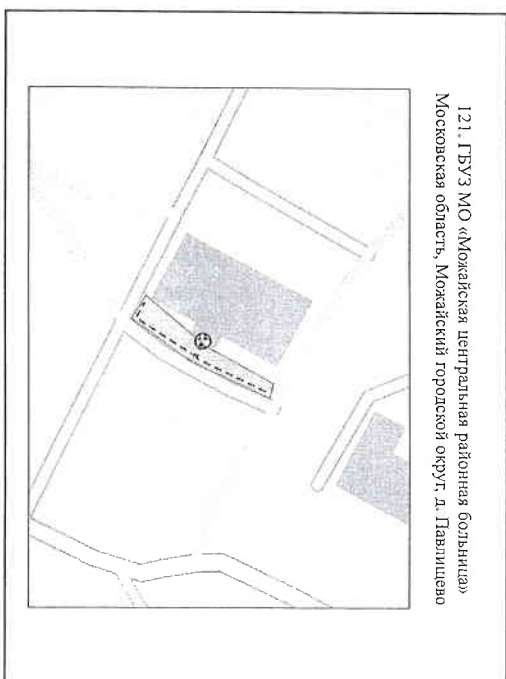 121. ГБУЗ МО «Можайская центральная районная больница»
Московская область, Можайский городской округ, д. Павлищево